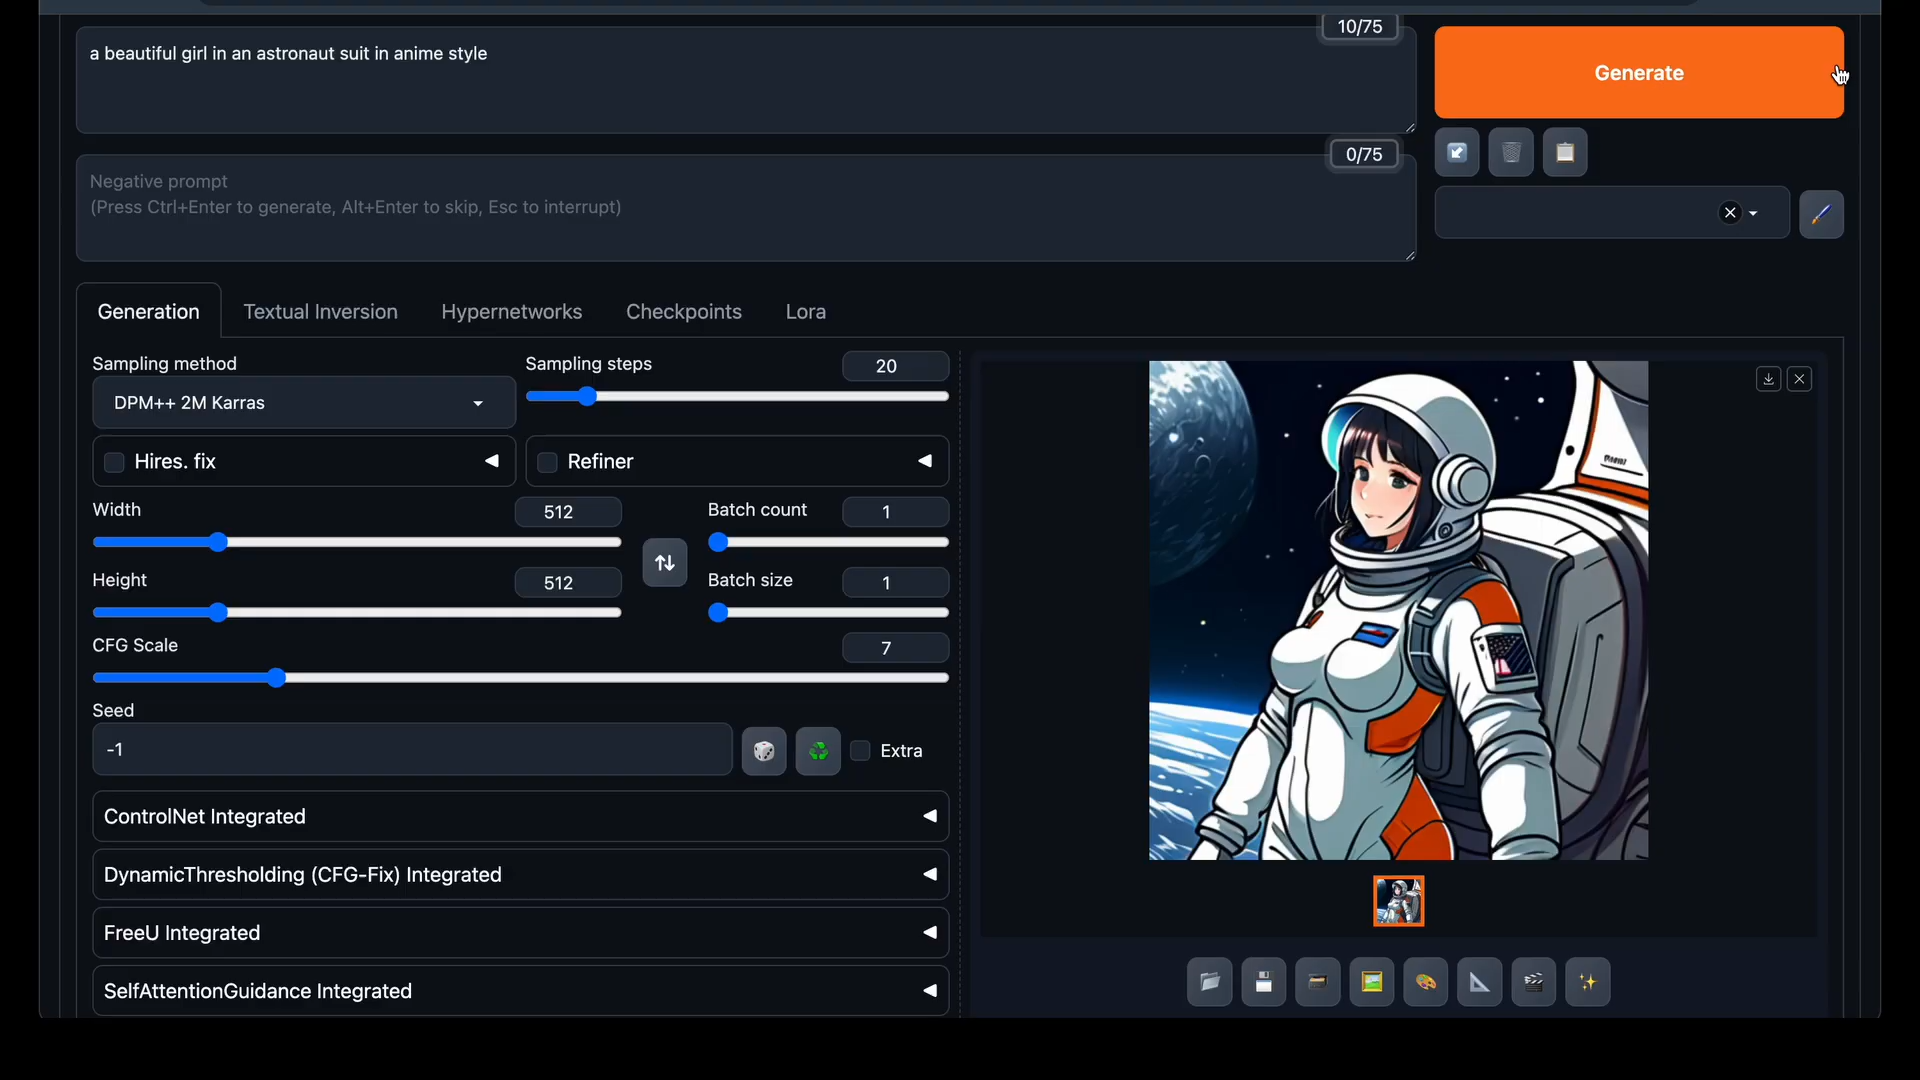 10/75
a beautiful girl in an astronaut suit in anime style
Generate
0/75
Negative prompt
(Press Ctrl+Enter to generate, Alt+Enter to skip, Esc to interrupt)
Generation
Textual Inversion
Hypernetworks
Checkpoints
Lora
Sampling method
DPM++ 2M Karras
Sampling steps
20
Hires. fix
Refiner
Width
512
Batch count
1
Height
512
Batch size
1
CFG Scale
7
Seed
-1
Extra
ControlNet Integrated
DynamicThresholding (CFG-Fix) Integrated
FreeU Integrated
SelfAttentionGuidance Integrated